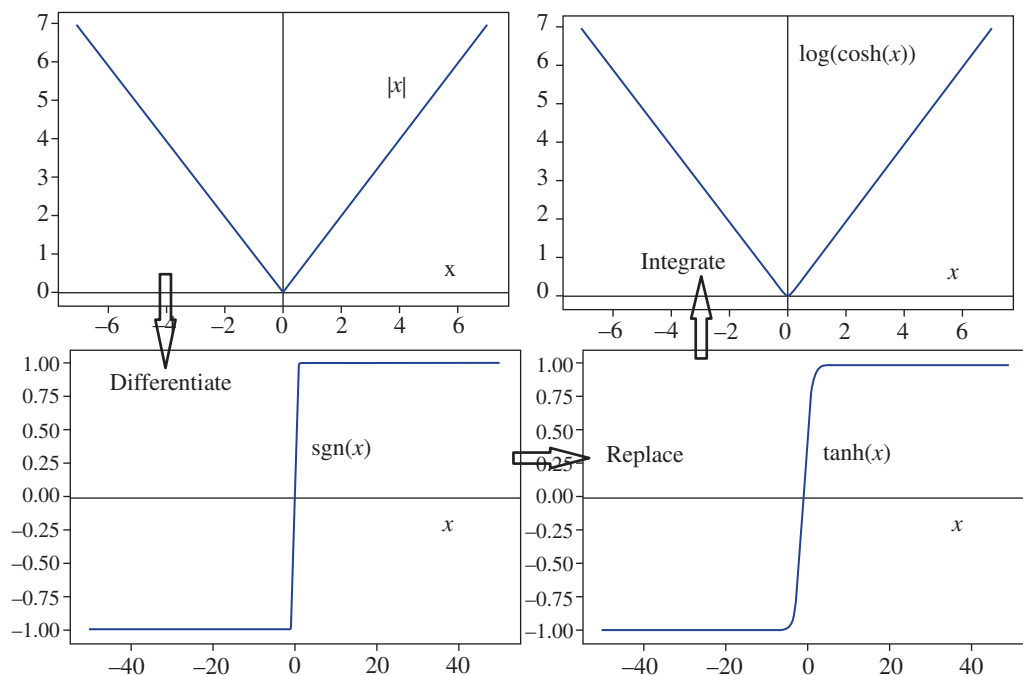 7
6
5
4
3
2
1
0
|x|
x
–6 –4 –2 0 2 4 6
7
6
5
4
3
2
1
0
log(cosh(x))
Integrate
x
–6 –4 –2 0 2 4 6
1.00
0.75
0.50
0.25
0.00
–0.25
–0.50
–0.75
–1.00
Differentiate
sgn(x)
x
–40 –20 0 20 40
1.00
0.75
0.50
0.25
0.00
–0.25
–0.50
–0.75
–1.00
Replace
tanh(x)
x
–40 –20 0 20 40